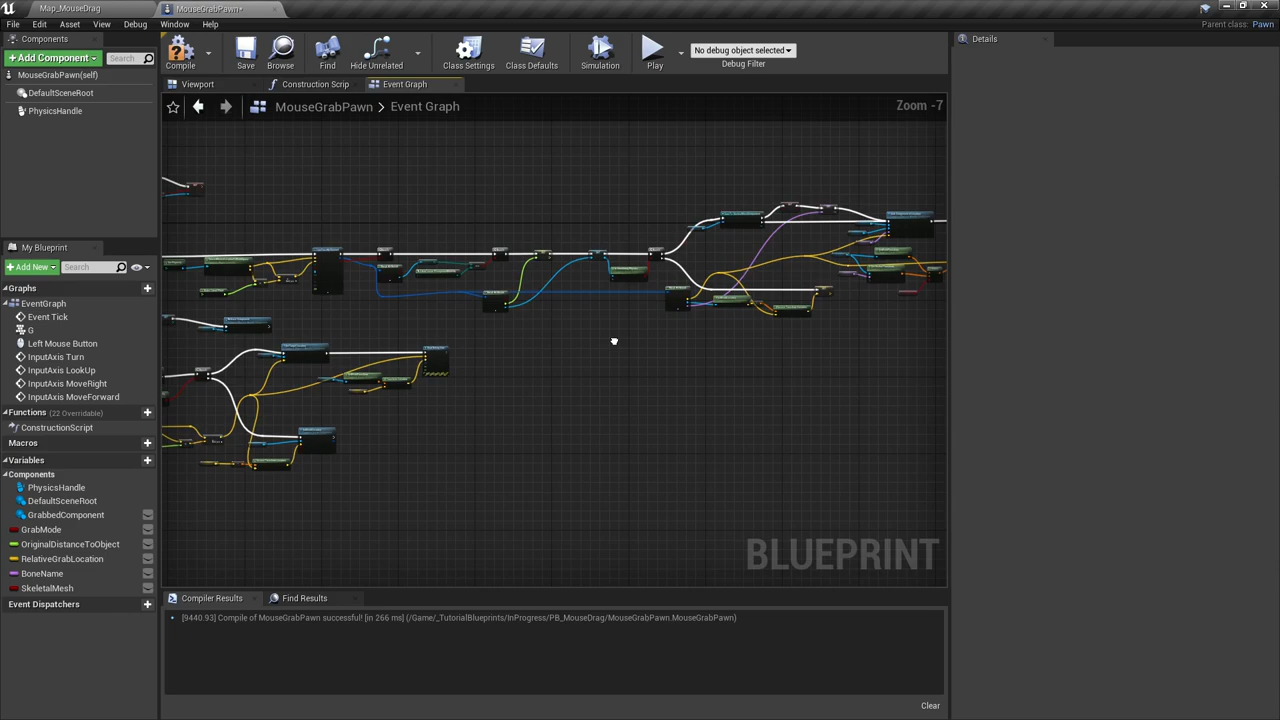 Map_MouseDrag
MouseGrabPawn*
File Edit Asset View Debug Window Help
Parent class: Pawn
Components
+ Add Component
Search
MouseGrabPawn(self)
DefaultSceneRoot
PhysicsHandle
Compile
Save
Browse
Find
Hide Unrelated
Class Settings
Class Defaults
Simulation
Play
No debug object selected
Debug Filter
Details
Viewport
Construction Scrip
Event Graph
MouseGrabPawn > Event Graph
Zoom -7
My Blueprint
+ Add New
Search
Graphs
EventGraph
Event Tick
G
Left Mouse Button
InputAxis Turn
InputAxis LookUp
InputAxis MoveRight
InputAxis MoveForward
Functions (22 Overridable)
ConstructionScript
Macros
Variables
Components
PhysicsHandle
DefaultSceneRoot
GrabbedComponent
GrabMode
OriginalDistanceToObject
RelativeGrabLocation
BoneName
SkeletalMesh
Event Dispatchers
BLUEPRINT
Compiler Results
Find Results
[9440.93] Compile of MouseGrabPawn successful! [in 266 ms] (/Game/_TutorialBlueprints/InProgress/PB_MouseDrag/MouseGrabPawn.MouseGrabPawn)
Clear